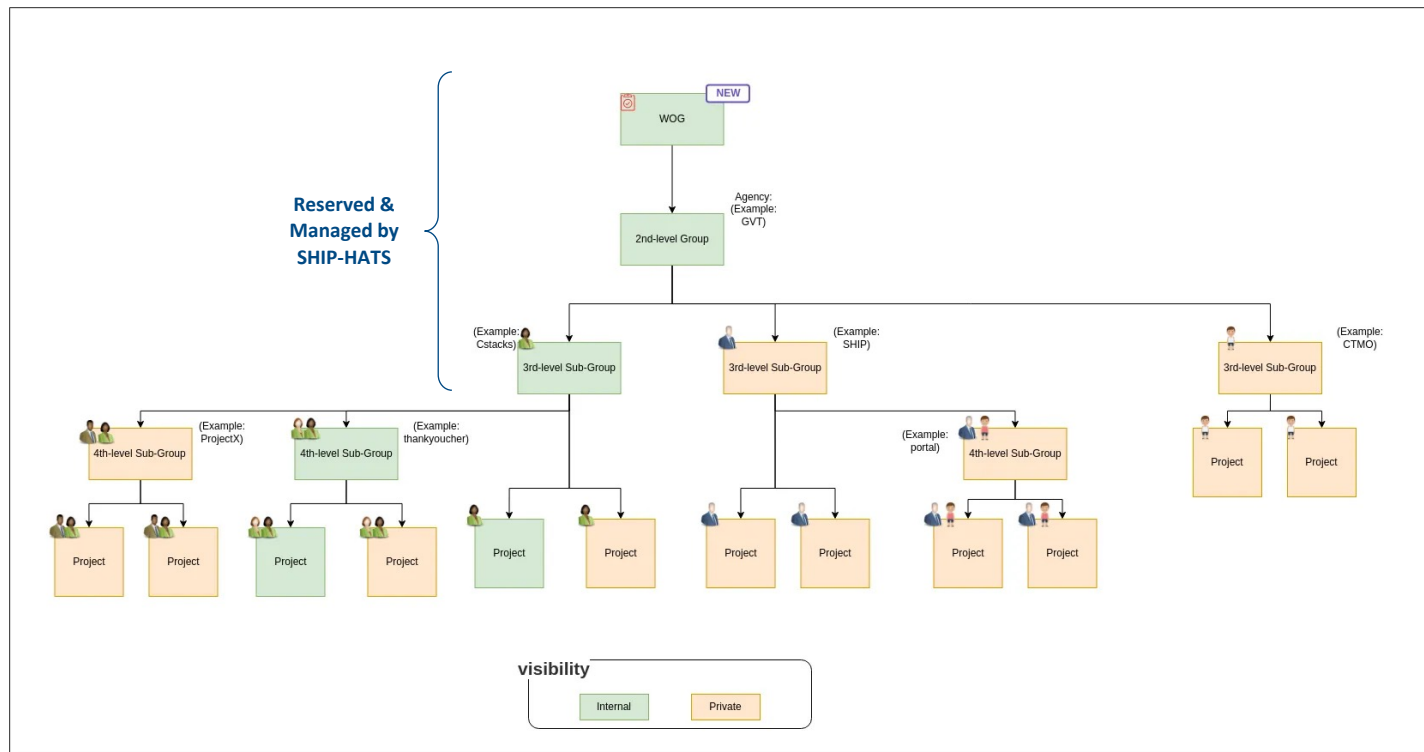 NEW
WOG
Reserved &
Managed by
SHIP-HATS
Agency:
(Example:
GVT)
2nd-level Group
(Example:
Cstacks)
3rd-level Sub-Group
(Example:
SHIP)
3rd-level Sub-Group
(Example:
CTMO)
3rd-level Sub-Group
(Example:
ProjectX)
4th-level Sub-Group
(Example:
thankyoucher)
4th-level Sub-Group
(Example:
portal)
4th-level Sub-Group
Project
Project
Project
Project
Project
Project
Project
Project
Project
Project
Project
Project
visibility
Internal
Private